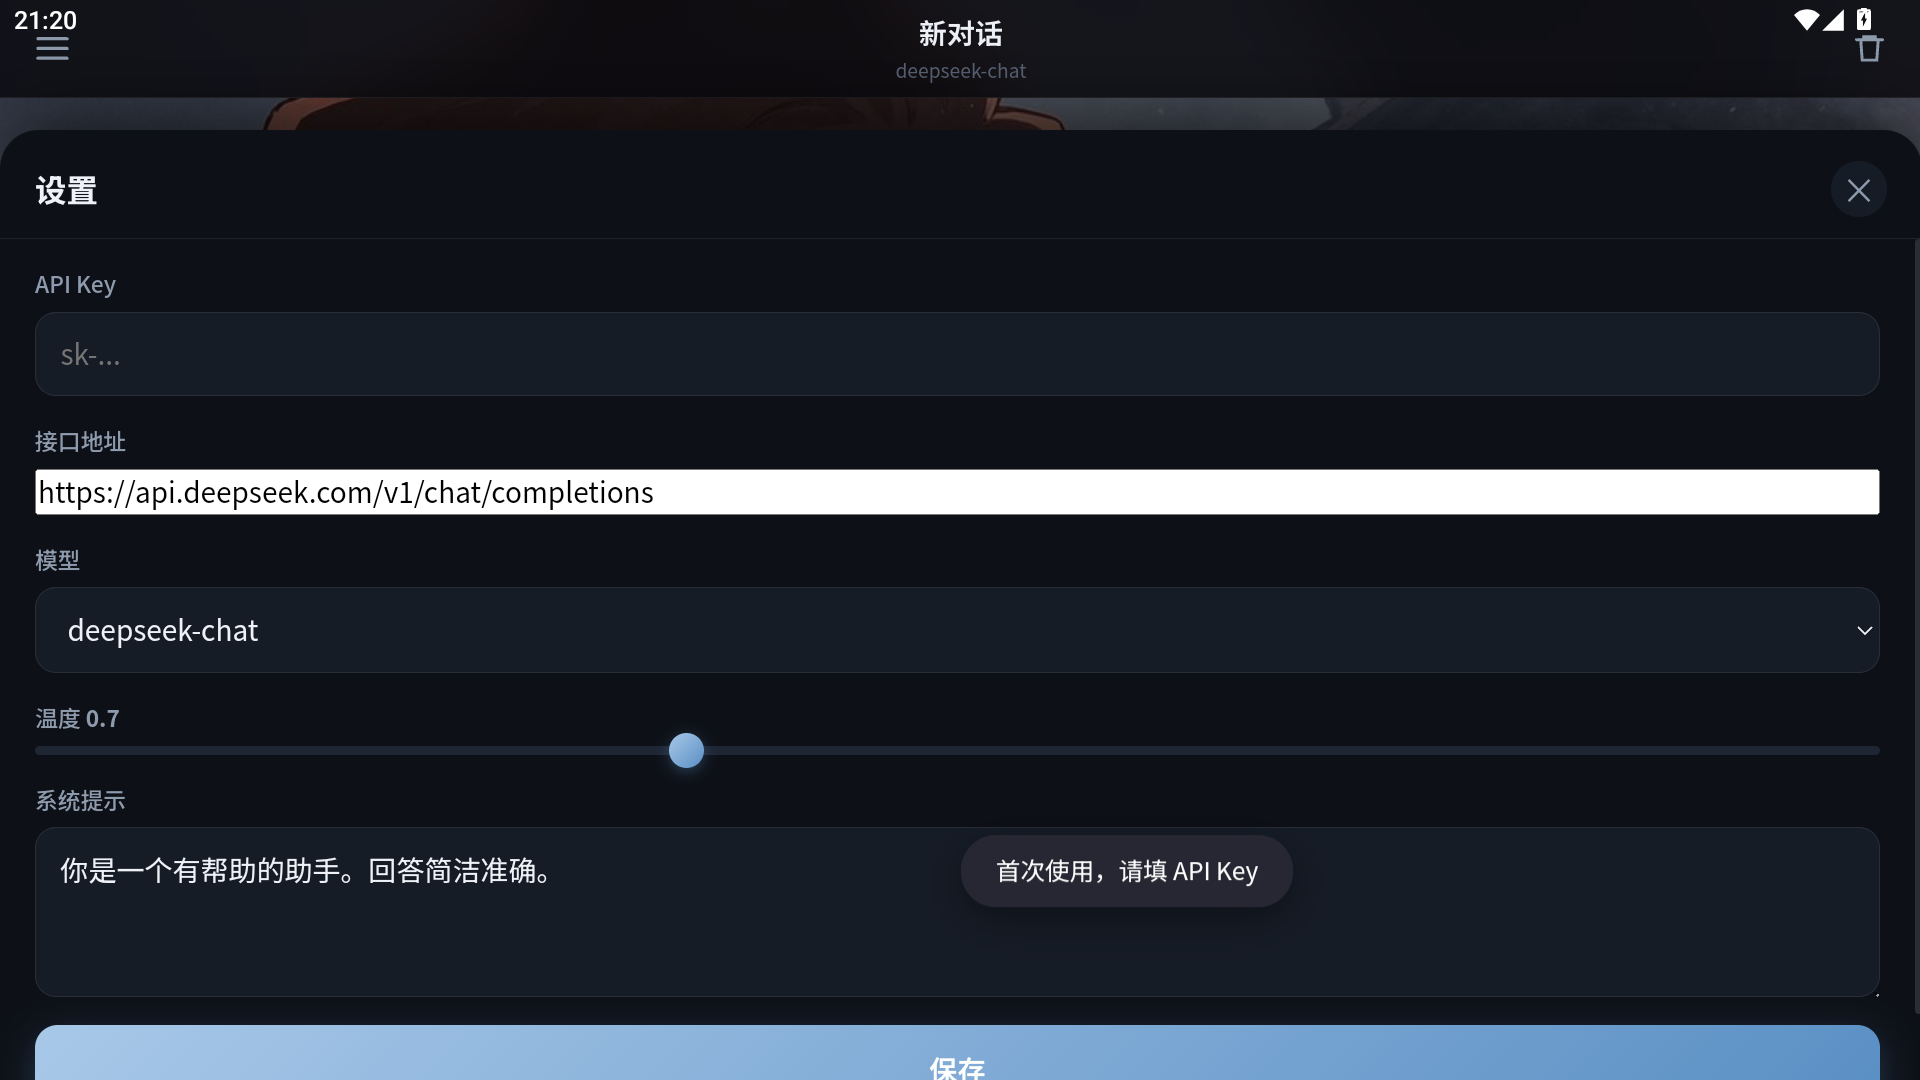 21:20
新对话
deepseek-chat
设置
API Key
sk-...
接口地址
https://api.deepseek.com/v1/chat/completions
模型
deepseek-chat
温度 0.7
系统提示
你是一个有帮助的助手。回答简洁准确。
首次使用，请填 API Key
保存